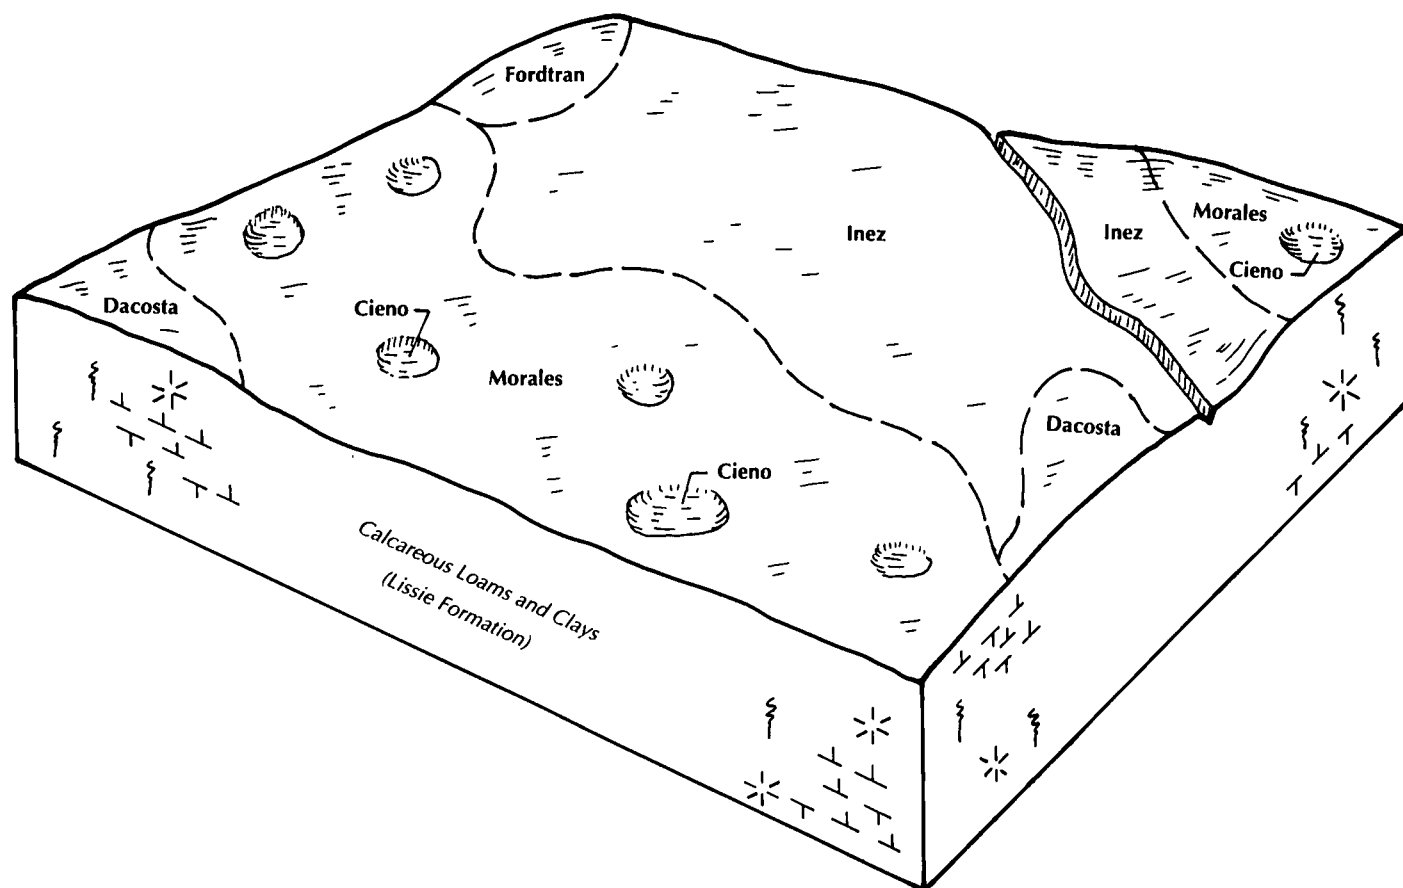 Fordtran
Morales
Inez
Inez
Cieno
Dacosta
Cieno
Morales
Dacosta
Cieno
Calcareous Loams and Clays
(Lissie Formation)